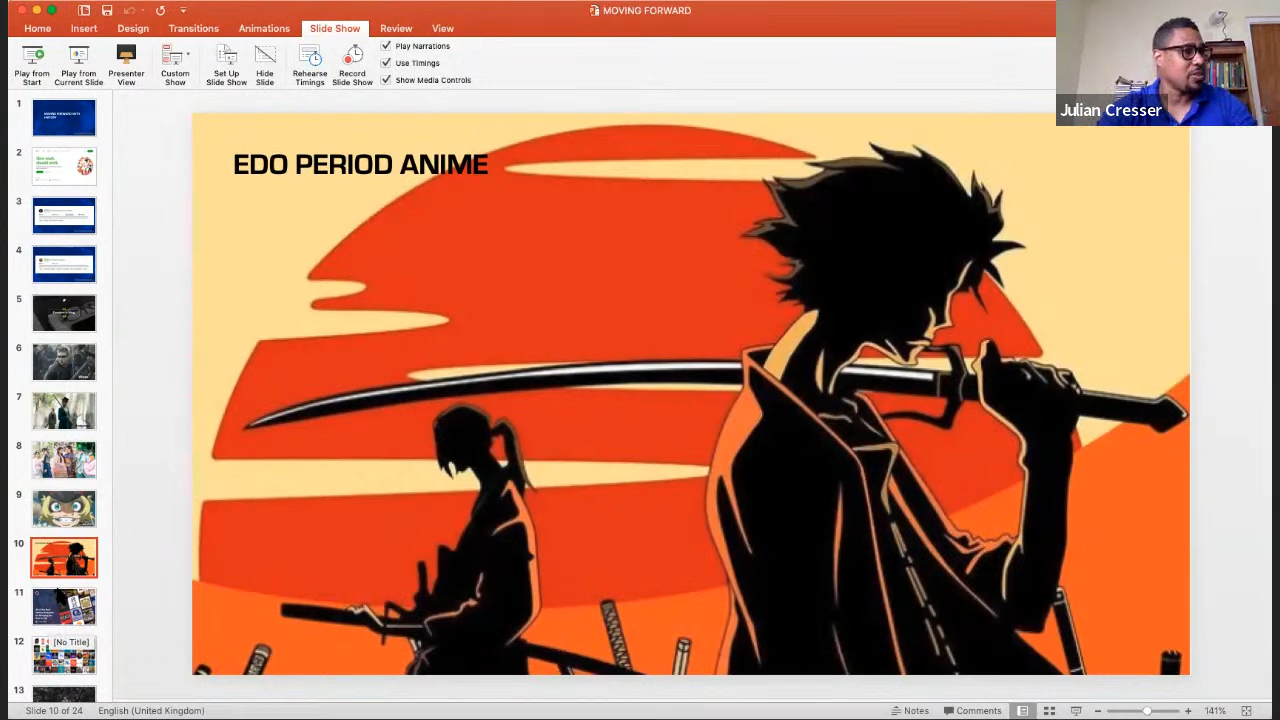 MOVING FORWARD
Home Insert Design Transitions Animations Slide Show Review View
Play from Start
Play from Current Slide
Presenter View
Custom Show
Set Up Slide Show
Hide Slide
Rehearse Timings
Record Slide Show
Play Narrations
Use Timings
Show Media Controls
Julian Cresser
1
2
3
4
5
6
7
8
9
10
11
12
[No Title]
13
EDO PERIOD ANIME
Slide 10 of 24 English (United Kingdom)
Notes Comments 141%